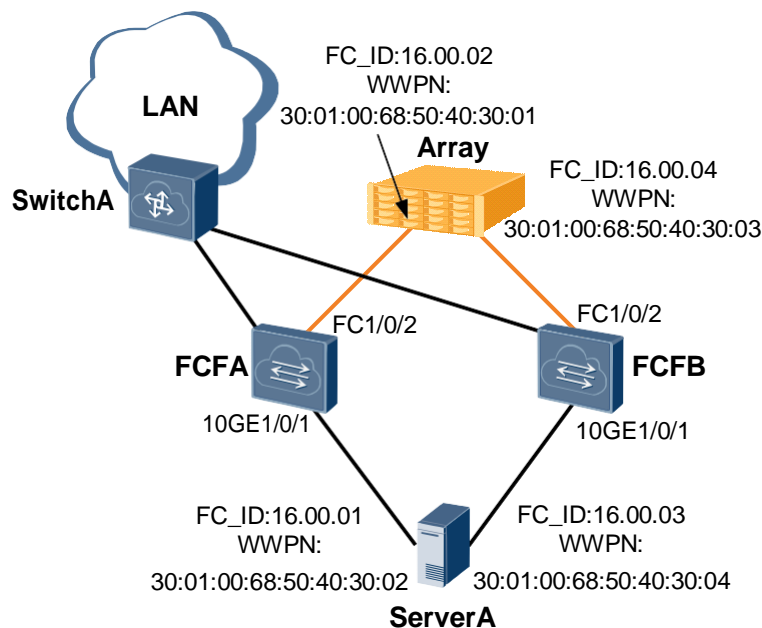 FC_ID:16.00.02
WWPN:
30:01:00:68:50:40:30:01
LAN
Array
FC_ID:16.00.04
WWPN:
30:01:00:68:50:40:30:03
SwitchA
FC1/0/2
FC1/0/2
FCFA
FCFB
10GE1/0/1
10GE1/0/1
FC_ID:16.00.01
WWPN:
30:01:00:68:50:40:30:02
FC_ID:16.00.03
WWPN:
30:01:00:68:50:40:30:04
ServerA